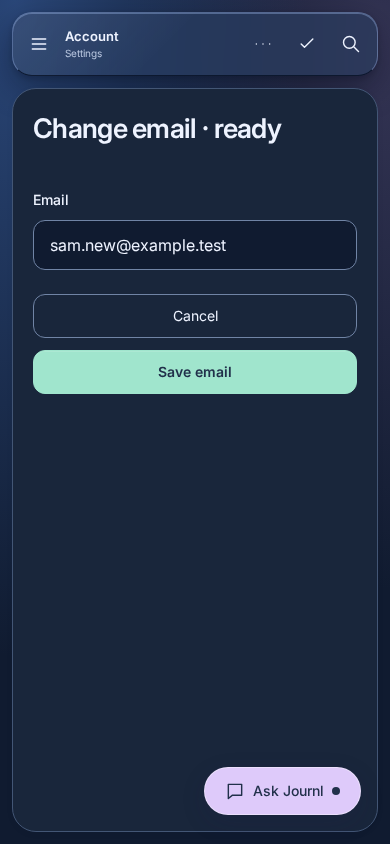 Account
Settings
Change email · ready
Email
sam.new@example.test
Cancel
Save email
Ask Journl